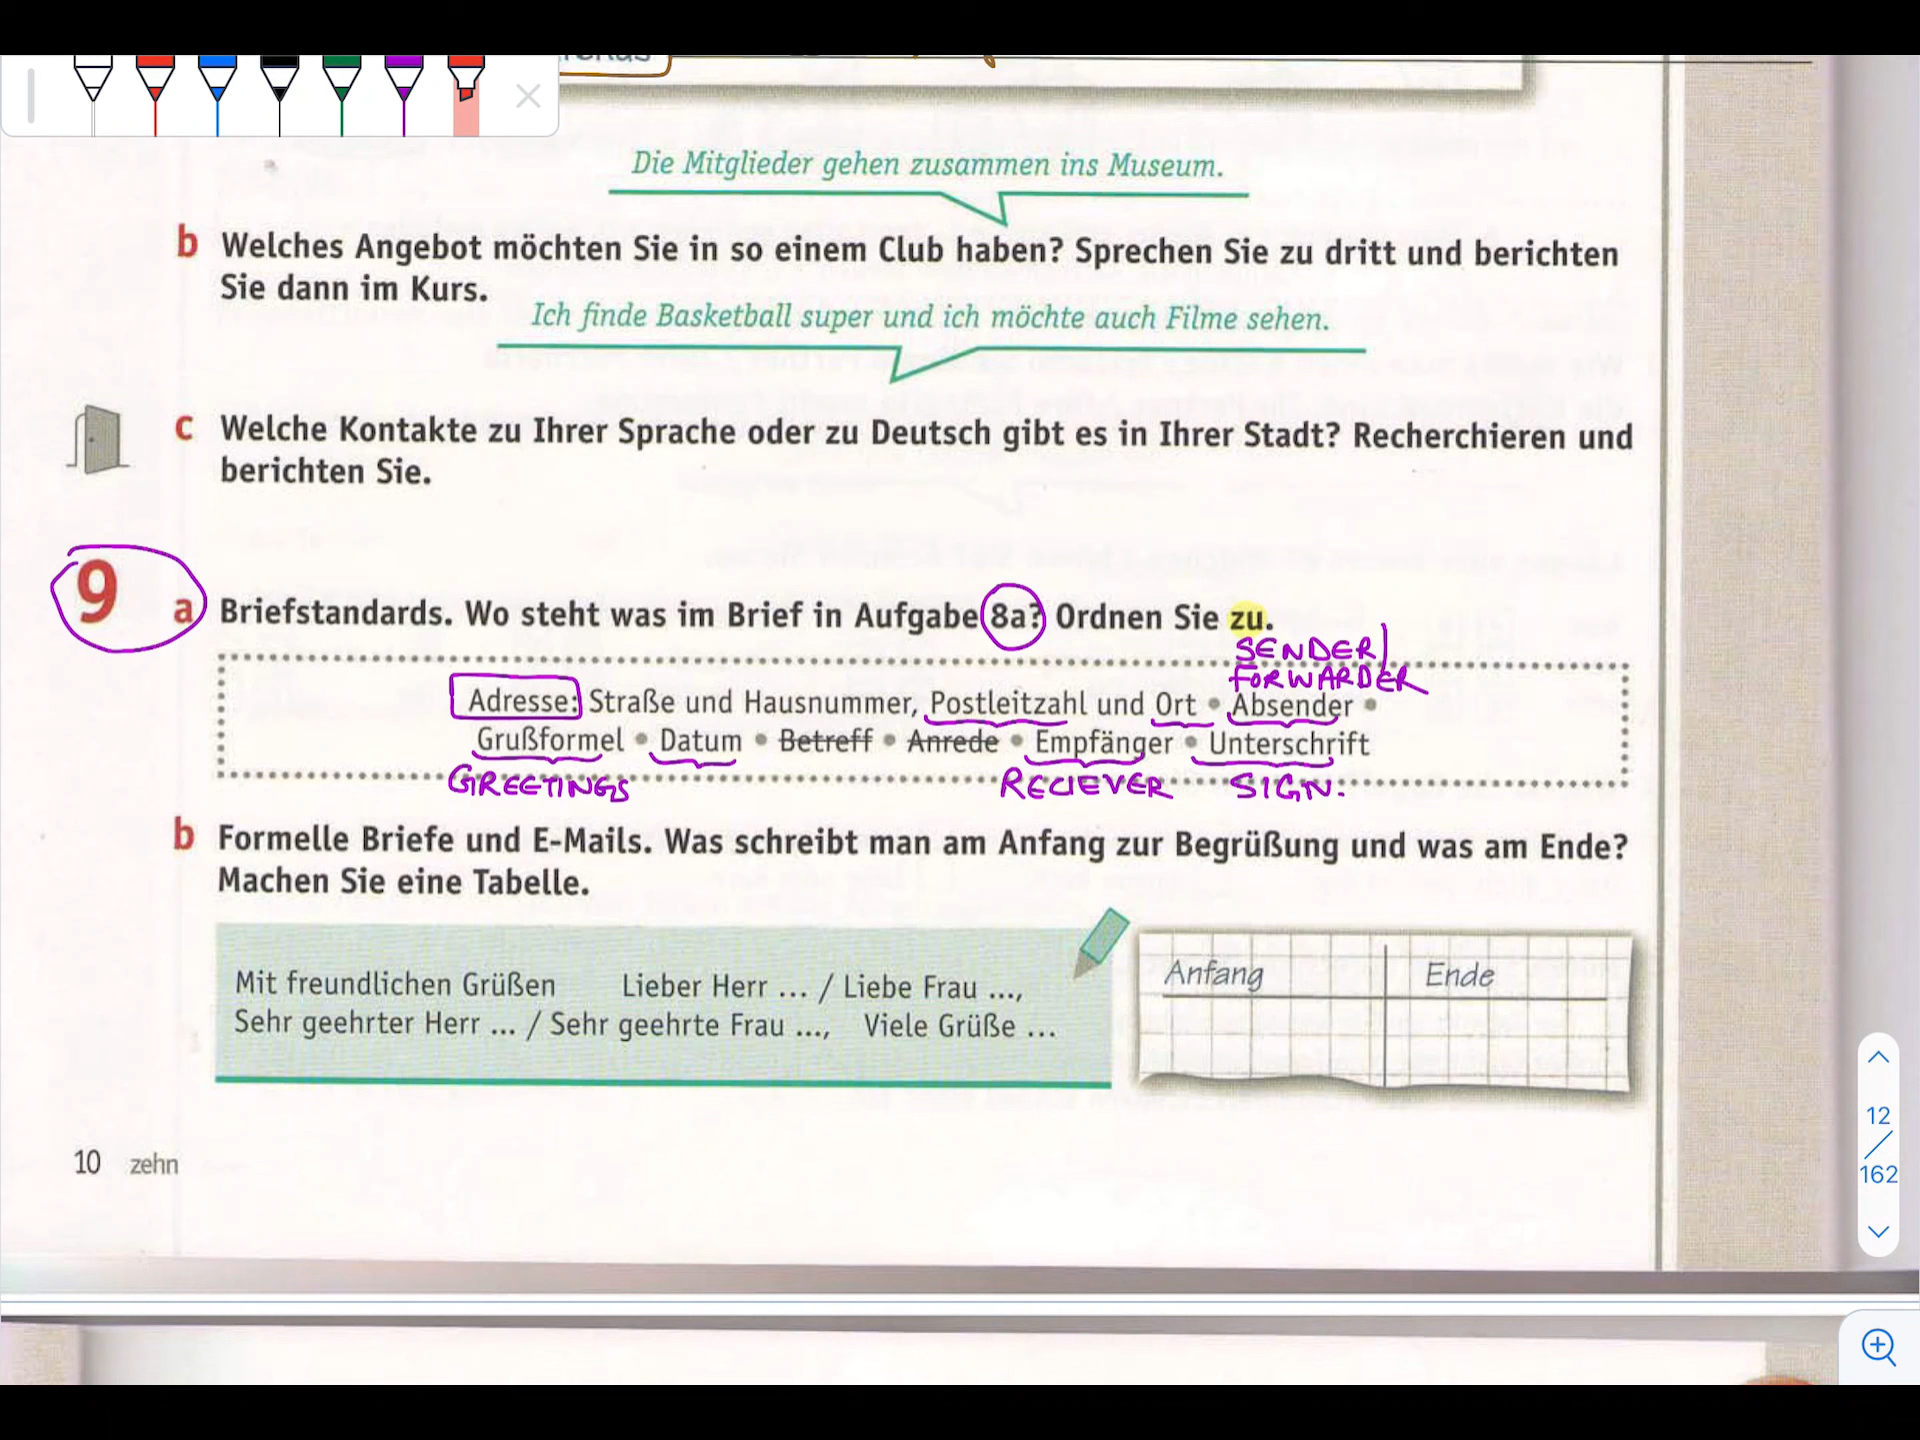 Die Mitglieder gehen zusammen ins Museum.
b Welches Angebot möchten Sie in so einem Club haben? Sprechen Sie zu dritt und berichten
Sie dann im Kurs.
Ich finde Basketball super und ich möchte auch Filme sehen.
c Welche Kontakte zu Ihrer Sprache oder zu Deutsch gibt es in Ihrer Stadt? Recherchieren und
berichten Sie.
9 a Briefstandards. Wo steht was im Brief in Aufgabe 8a? Ordnen Sie zu.
SENDER/
FORWARDER
Adresse: Straße und Hausnummer, Postleitzahl und Ort • Absender •
Grußformel • Datum • Betreff • Anrede • Empfänger • Unterschrift
GREETINGS RECIEVER SIGN.
b Formelle Briefe und E-Mails. Was schreibt man am Anfang zur Begrüßung und was am Ende?
Machen Sie eine Tabelle.
Mit freundlichen Grüßen Lieber Herr ... / Liebe Frau ...,
Sehr geehrter Herr ... / Sehr geehrte Frau ..., Viele Grüße ...
Anfang Ende
10 zehn
12
/
162